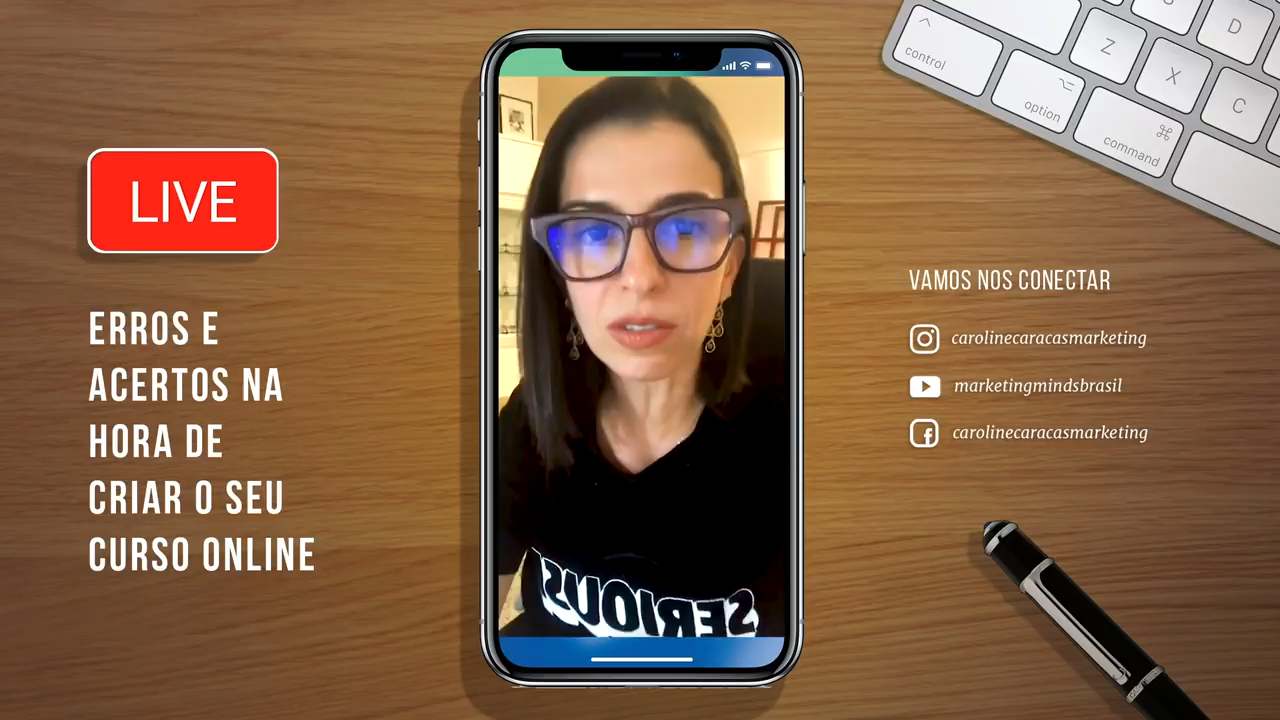 LIVE
ERROS E
ACERTOS NA
HORA DE
CRIAR O SEU
CURSO ONLINE
SERIOUS
VAMOS NOS CONECTAR
carolinecaracasmarketing
marketingmindsbrasil
carolinecaracasmarketing
control
option
command
S
D
Z
X
C